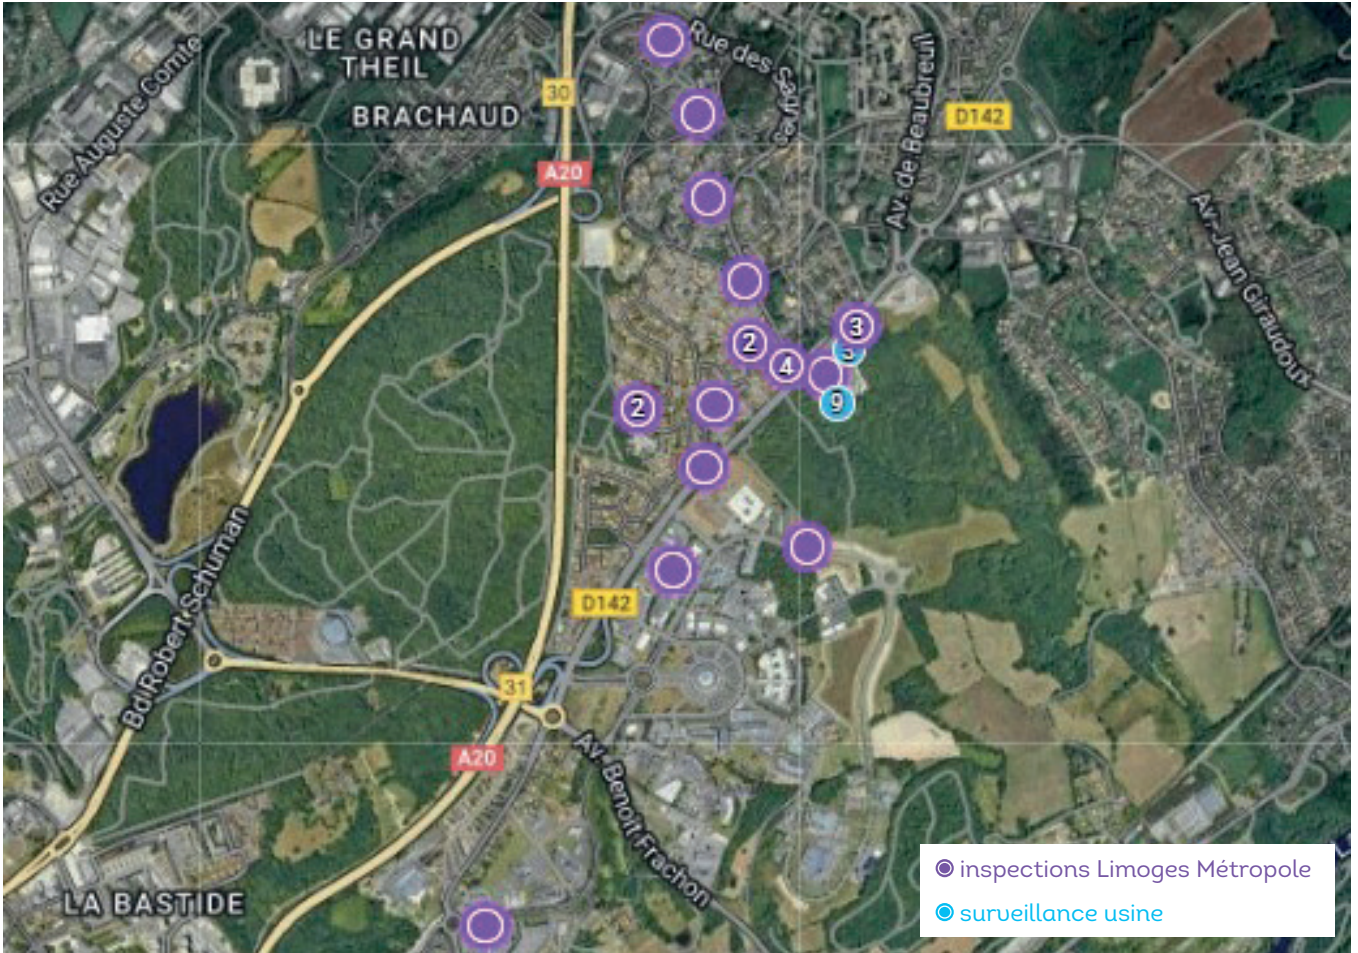 LE GRAND
THEIL
Rue des Sayes
Rue Auguste Comte
30
BRACHAUD
Av. de Beaubreuil
D142
A20
Av. Jean Giraudoux
3
2
4
9
2
Bd Robert Schuman
D142
31
A20
Av. Benoit Frachon
LA BASTIDE
inspections Limoges Métropole
surveillance usine